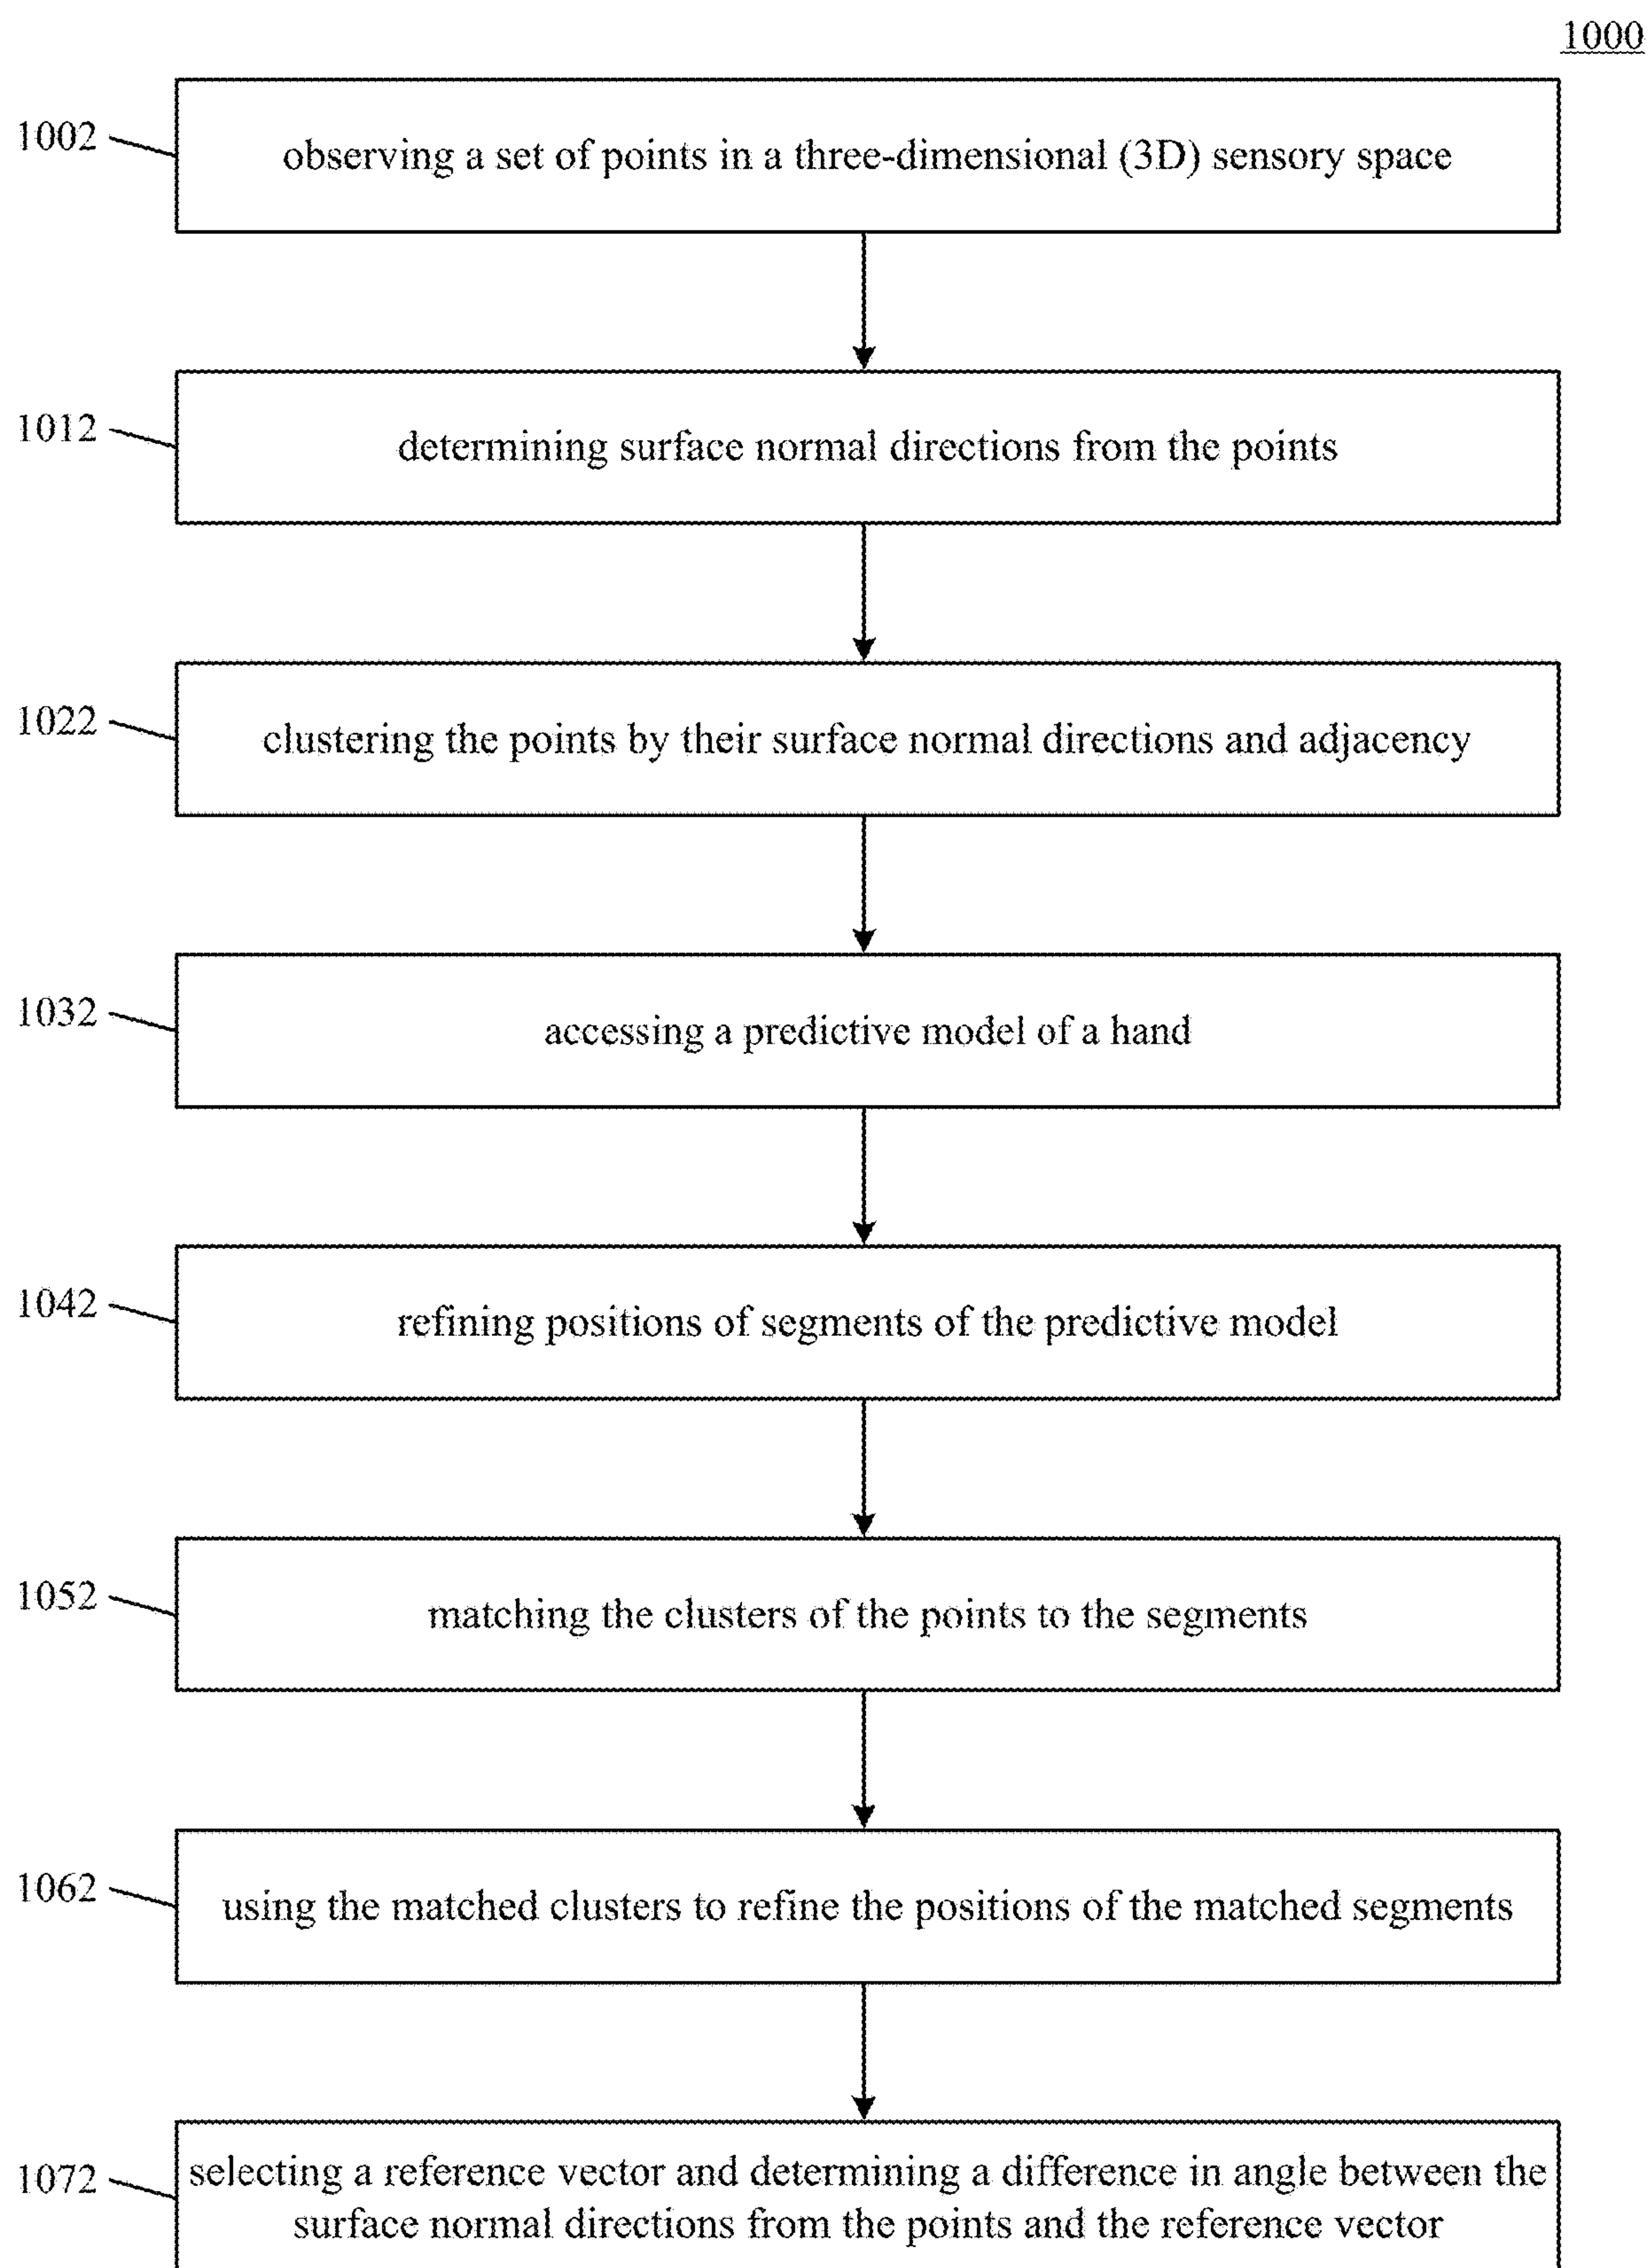 1000
1002
observing a set of points in a three-dimensional (3D) sensory space
1012
determining surface normal directions from the points
1022
clustering the points by their surface normal directions and adjacency
1032
accessing a predictive model of a hand
1042
refining positions of segments of the predictive model
1052
matching the clusters of the points to the segments
1062
using the matched clusters to refine the positions of the matched segments
1072
selecting a reference vector and determining a difference in angle between the
surface normal directions from the points and the reference vector